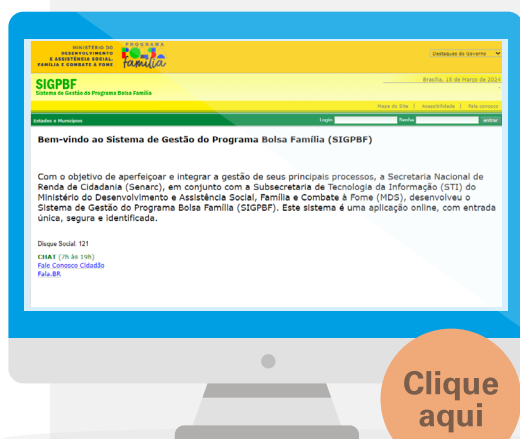 MINISTÉRIO DO
DESENVOLVIMENTO
E ASSISTÊNCIA SOCIAL,
FAMÍLIA E COMBATE À FOME
PROGRAMA
BOLSA
família
Destaques do Governo
SIGPBF
Sistema de Gestão do Programa Bolsa Família
Brasília, 18 de Março de 2024
Mapa do Site | Acessibilidade | Fale conosco
Estados e Municípios
Login
Senha
entrar
Bem-vindo ao Sistema de Gestão do Programa Bolsa Família (SIGPBF)
Com o objetivo de aperfeiçoar e integrar a gestão de seus principais processos, a Secretaria Nacional de
Renda de Cidadania (Senarc), em conjunto com a Subsecretaria de Tecnologia da Informação (STI) do
Ministério do Desenvolvimento e Assistência Social, Família e Combate à Fome (MDS), desenvolveu o
Sistema de Gestão do Programa Bolsa Família (SIGPBF). Este sistema é uma aplicação online, com entrada
única, segura e identificada.
Disque Social: 121
CHAT (7h às 19h)
Fale Conosco Cidadão
Fala.BR
Clique
aqui